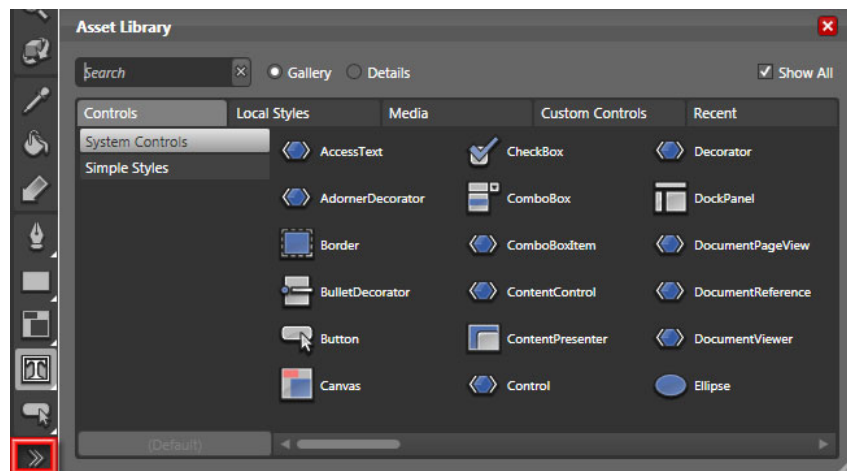 Asset Library
Search
Gallery
Details
Show All
Controls
Local Styles
Media
Custom Controls
Recent
System Controls
Simple Styles
AccessText
CheckBox
Decorator
AdornerDecorator
ComboBox
DockPanel
Border
ComboBoxItem
DocumentPageView
BulletDecorator
ContentControl
DocumentReference
Button
ContentPresenter
DocumentViewer
Canvas
Control
Ellipse
(Default)